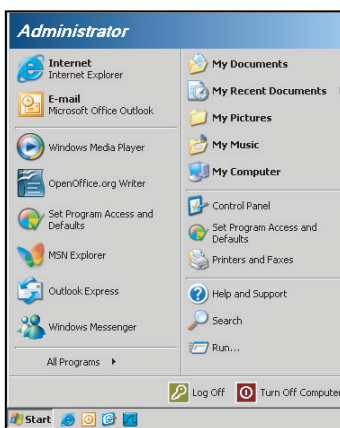 Administrator
Internet
Internet Explorer
E-mail
Microsoft Office Outlook
Windows Media Player
OpenOffice.org Writer
Set Program Access and
Defaults
MSN Explorer
Outlook Express
Windows Messenger
All Programs
My Documents
My Recent Documents
My Pictures
My Music
My Computer
Control Panel
Set Program Access and
Defaults
Printers and Faxes
Help and Support
Search
Run...
Log Off
Turn Off Computer
Start